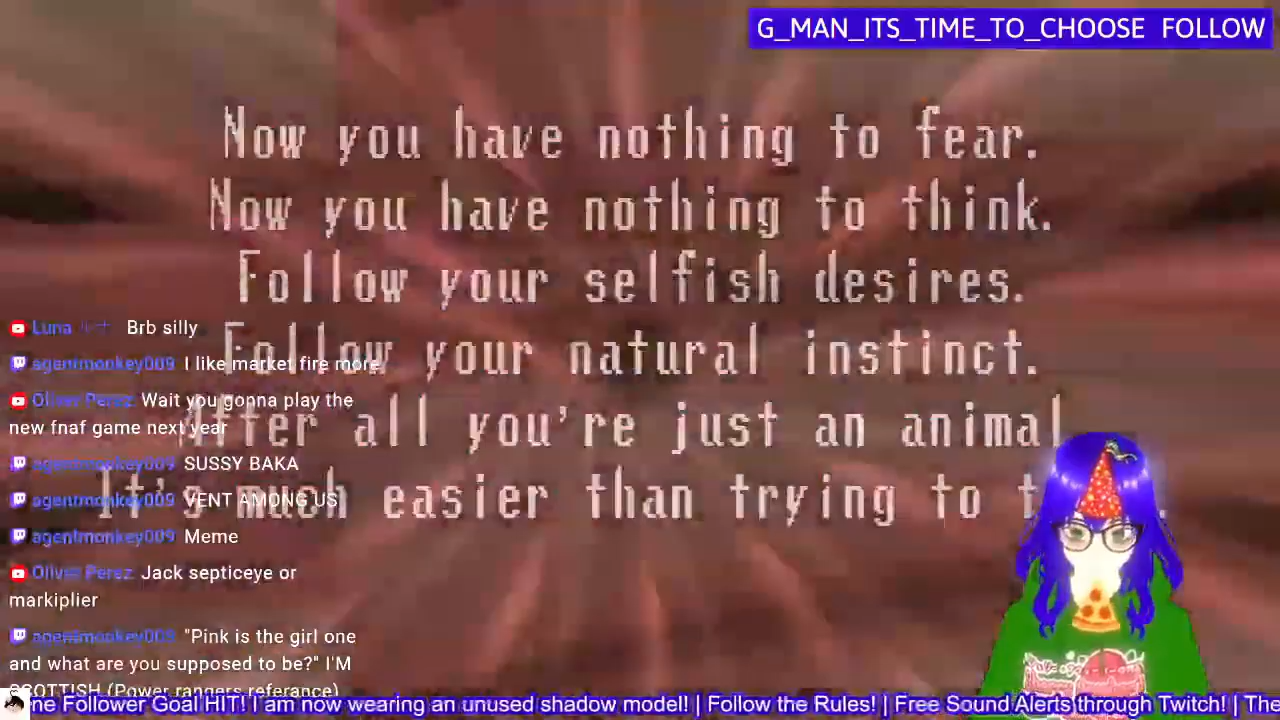 G_MAN_ITS_TIME_TO_CHOOSE FOLLOW
Now you have nothing to fear.
Now you have nothing to think.
Follow your selfish desires.
Follow your natural instinct.
After all you're just an animal
It's much easier than trying to
Luna Brb silly
agentmonkey009 I like market fire more
Oliver Perez Wait you gonna play the
new fnaf game next year
agentmonkey009 SUSSY BAKA
agentmonkey009 VENT AMONG US
agentmonkey009 Meme
Oliver Perez Jack septiceye or
markiplier
agentmonkey009 "Pink is the girl one
and what are you supposed to be?" I'M
SCOTTISH (Power rangers referance)
ne Follower Goal HIT! I am now wearing an unused shadow model! | Follow the Rules! | Free Sound Alerts through Twitch! | The